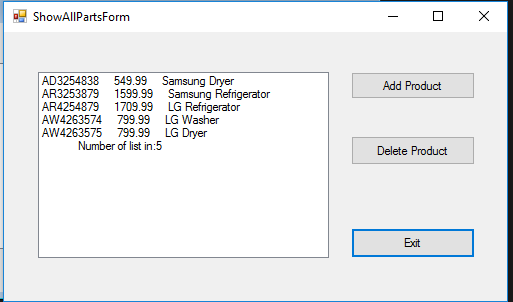 ShowAllPartsForm
AD3254838 549.99 Samsung Dryer
AR3253879 1599.99 Samsung Refrigerator
AR4254879 1709.99 LG Refrigerator
AW4263574 799.99 LG Washer
AW4263575 799.99 LG Dryer
Number of list in:5
Add Product
Delete Product
Exit